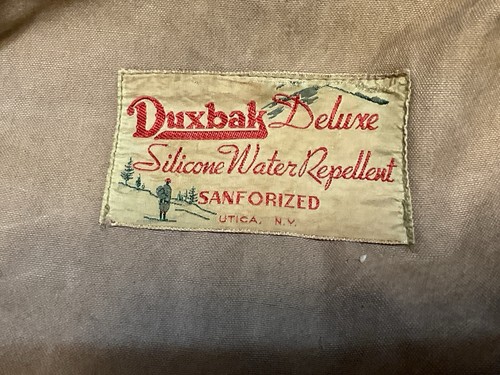 Duxbak Deluxe
Silicone Water Repellent
SANFORIZED
UTICA, N.Y.